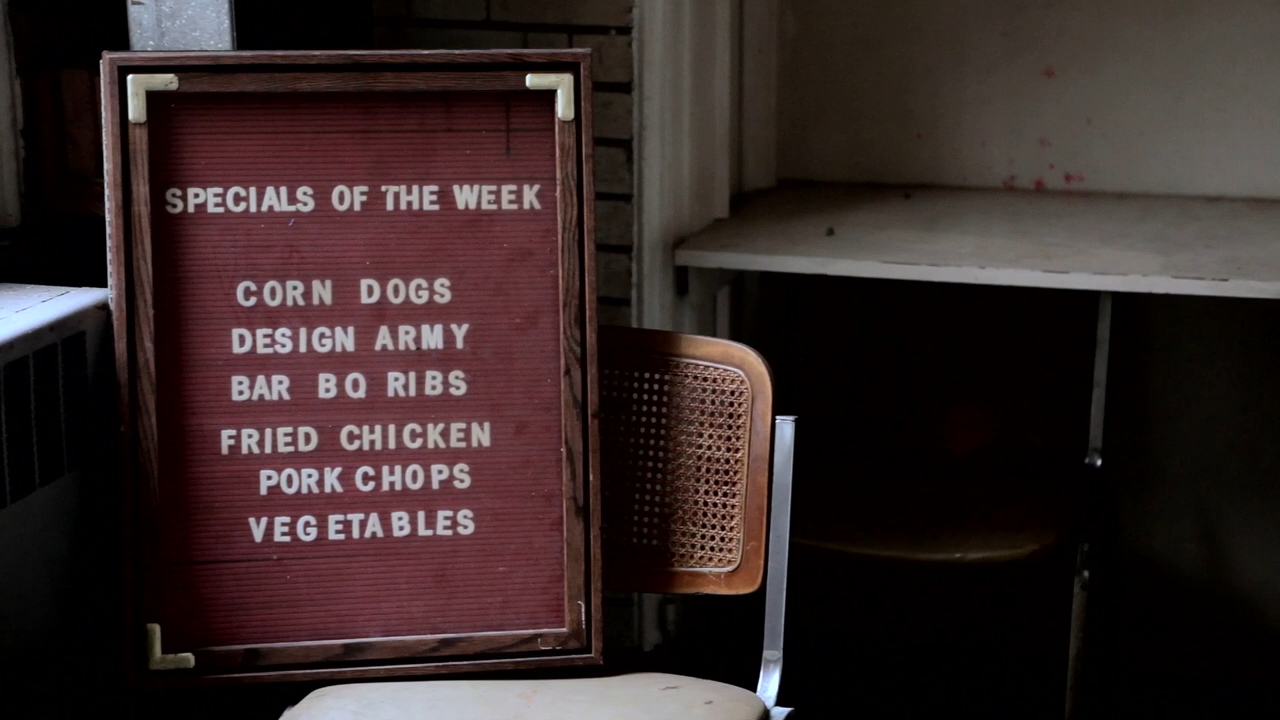 SPECIALS OF THE WEEK
CORN DOGS
DESIGN ARMY
BAR BQ RIBS
FRIED CHICKEN
PORK CHOPS
VEGETABLES